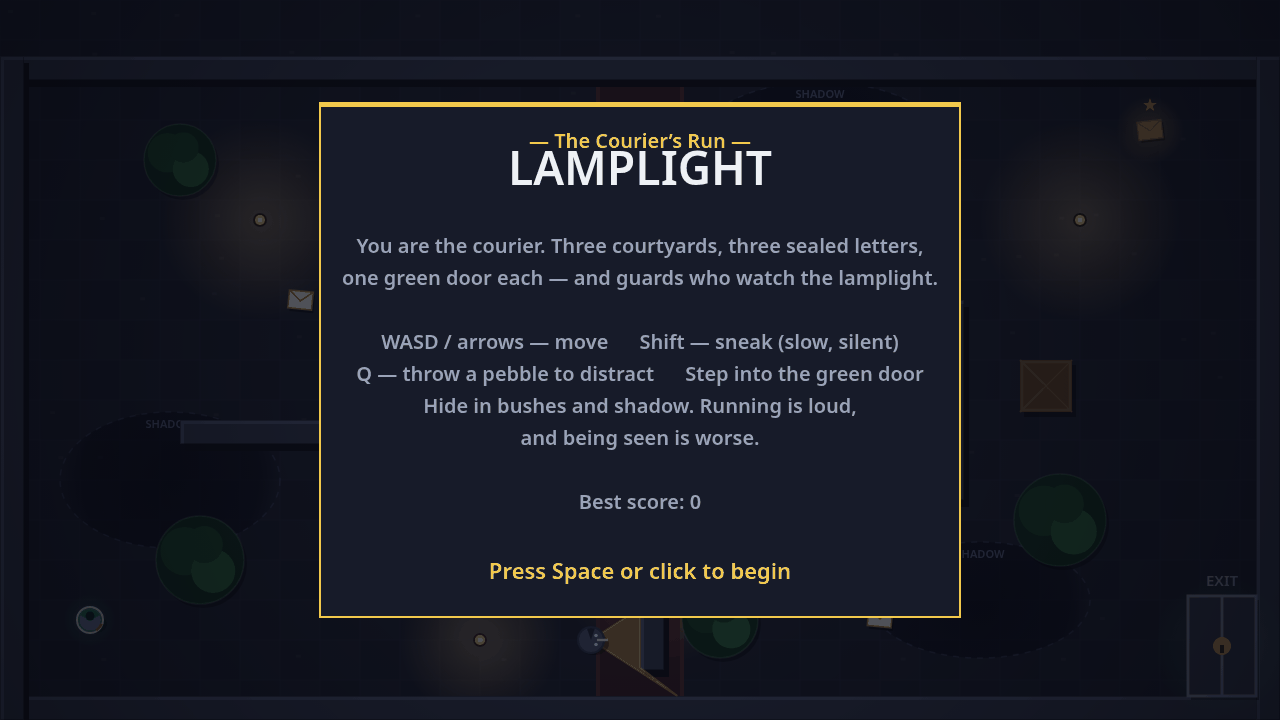 SHADOW
— The Courier’s Run —
LAMPLIGHT
You are the courier. Three courtyards, three sealed letters,
one green door each — and guards who watch the lamplight.
WASD / arrows — move Shift — sneak (slow, silent)
Q — throw a pebble to distract Step into the green door
Hide in bushes and shadow. Running is loud,
and being seen is worse.
SHADO
Best score: 0
HADOW
Press Space or click to begin
EXIT